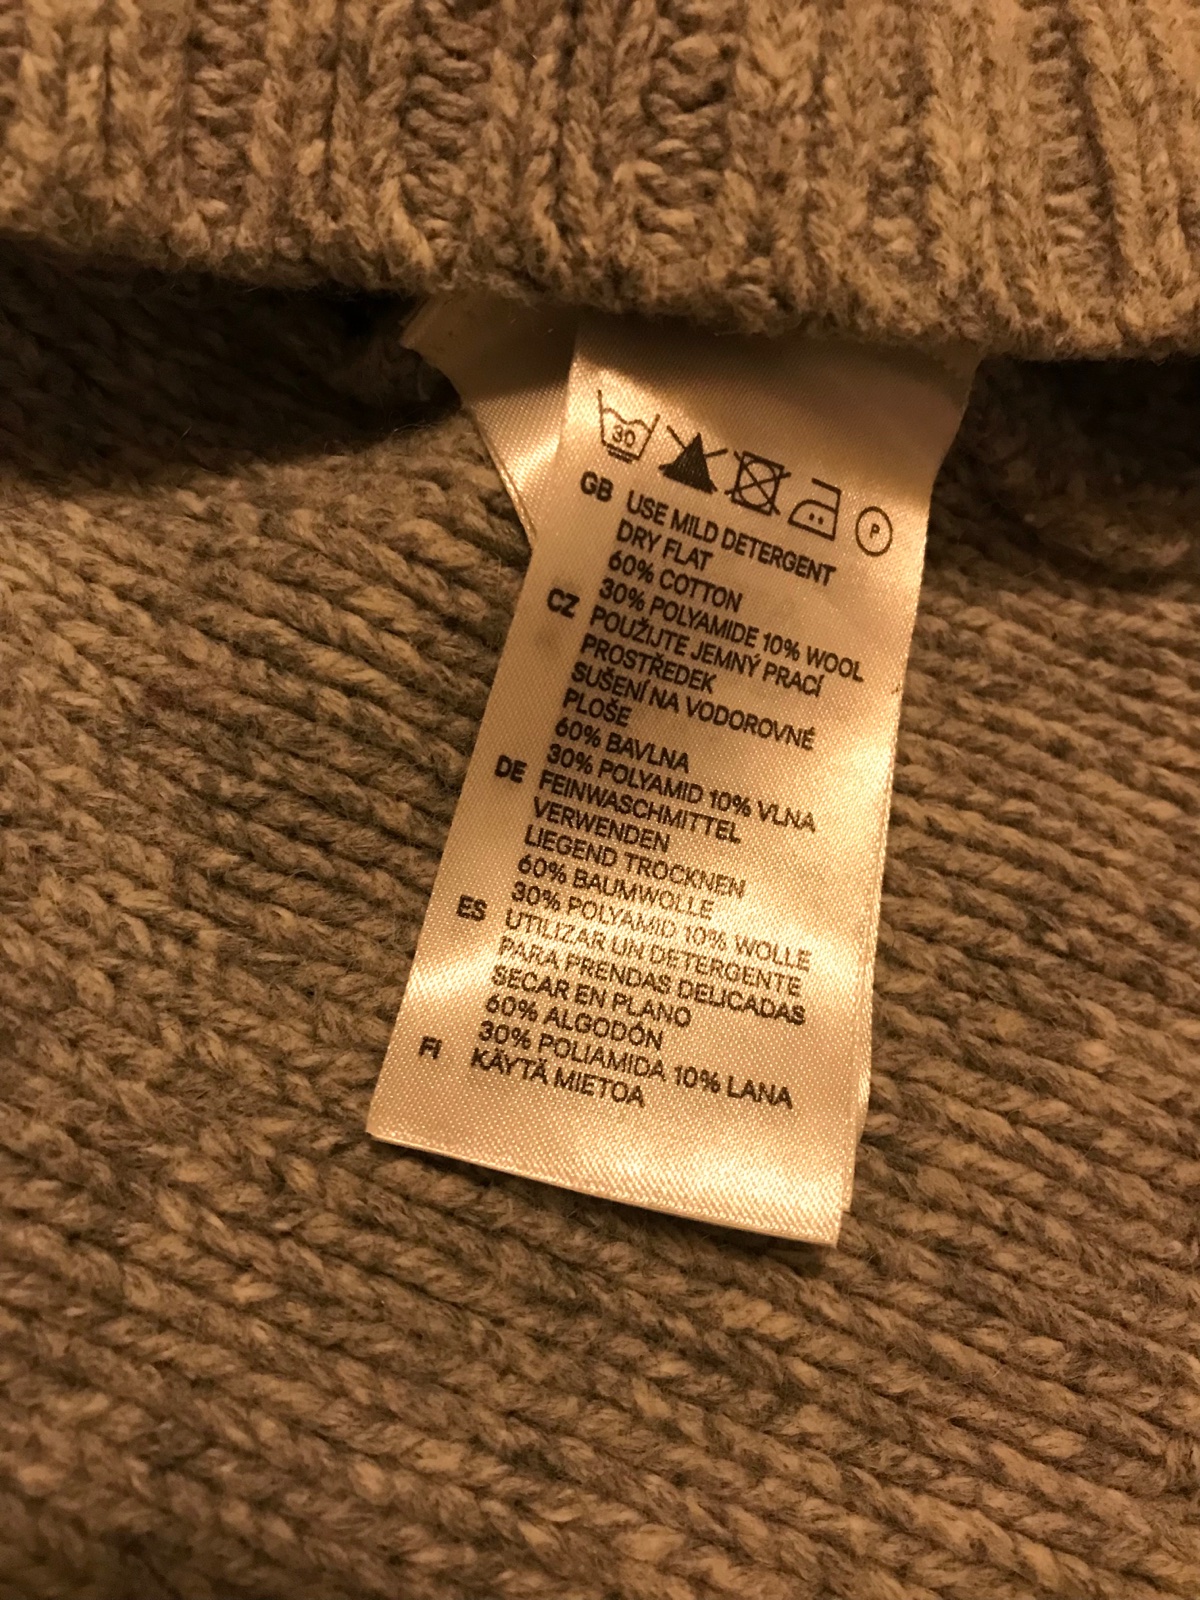 30
P
GB USE MILD DETERGENT
DRY FLAT
60% COTTON
30% POLYAMIDE 10% WOOL
CZ POUŽIJTE JEMNÝ PRACÍ
PROSTŘEDEK
SUŠENÍ NA VODOROVNÉ
PLOŠE
60% BAVLNA
30% POLYAMID 10% VLNA
DE FEINWASCHMITTEL
VERWENDEN
LIEGEND TROCKNEN
60% BAUMWOLLE
30% POLYAMID 10% WOLLE
ES UTILIZAR UN DETERGENTE
PARA PRENDAS DELICADAS
SECAR EN PLANO
60% ALGODÓN
30% POLIAMIDA 10% LANA
FI KÄYTÄ MIETOA